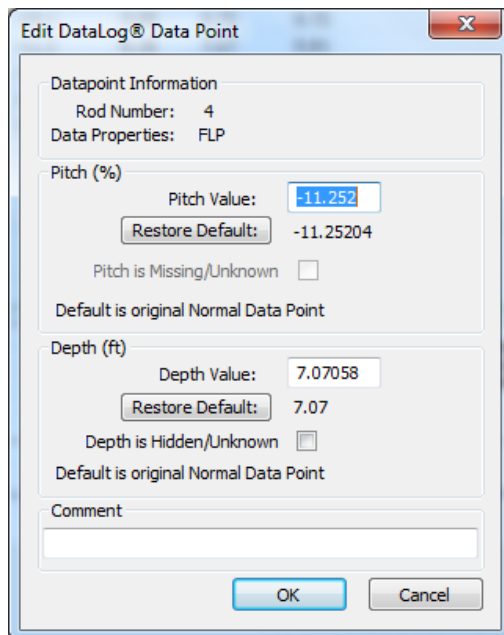 Edit DataLog® Data Point
Datapoint Information
Rod Number: 4
Data Properties: FLP
Pitch (%)
Pitch Value: -11.252
Restore Default: -11.25204
Pitch is Missing/Unknown
Default is original Normal Data Point
Depth (ft)
Depth Value: 7.07058
Restore Default: 7.07
Depth is Hidden/Unknown
Default is original Normal Data Point
Comment
OK Cancel